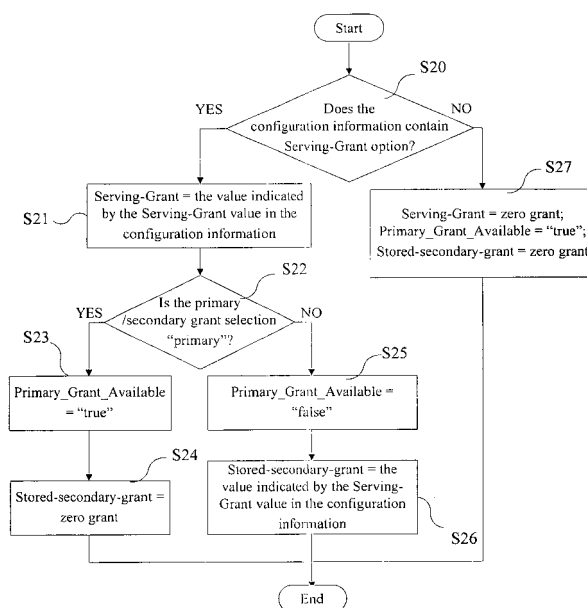 Start
S20
YES
NO
Does the
configuration information contain
Serving-Grant option?
S27
Serving-Grant = the value indicated
by the Serving-Grant value in the
configuration information
S21
Serving-Grant = zero grant;
Primary_Grant_Available = “true”;
Stored-secondary-grant = zero grant
S22
Is the primary
/secondary grant selection
“primary”?
YES
NO
S23
S25
Primary_Grant_Available
= “true”
Primary_Grant_Available =
“false”
S24
Stored-secondary-grant =
zero grant
Stored-secondary-grant = the
value indicated by the Serving-
Grant value in the configuration
information
S26
End